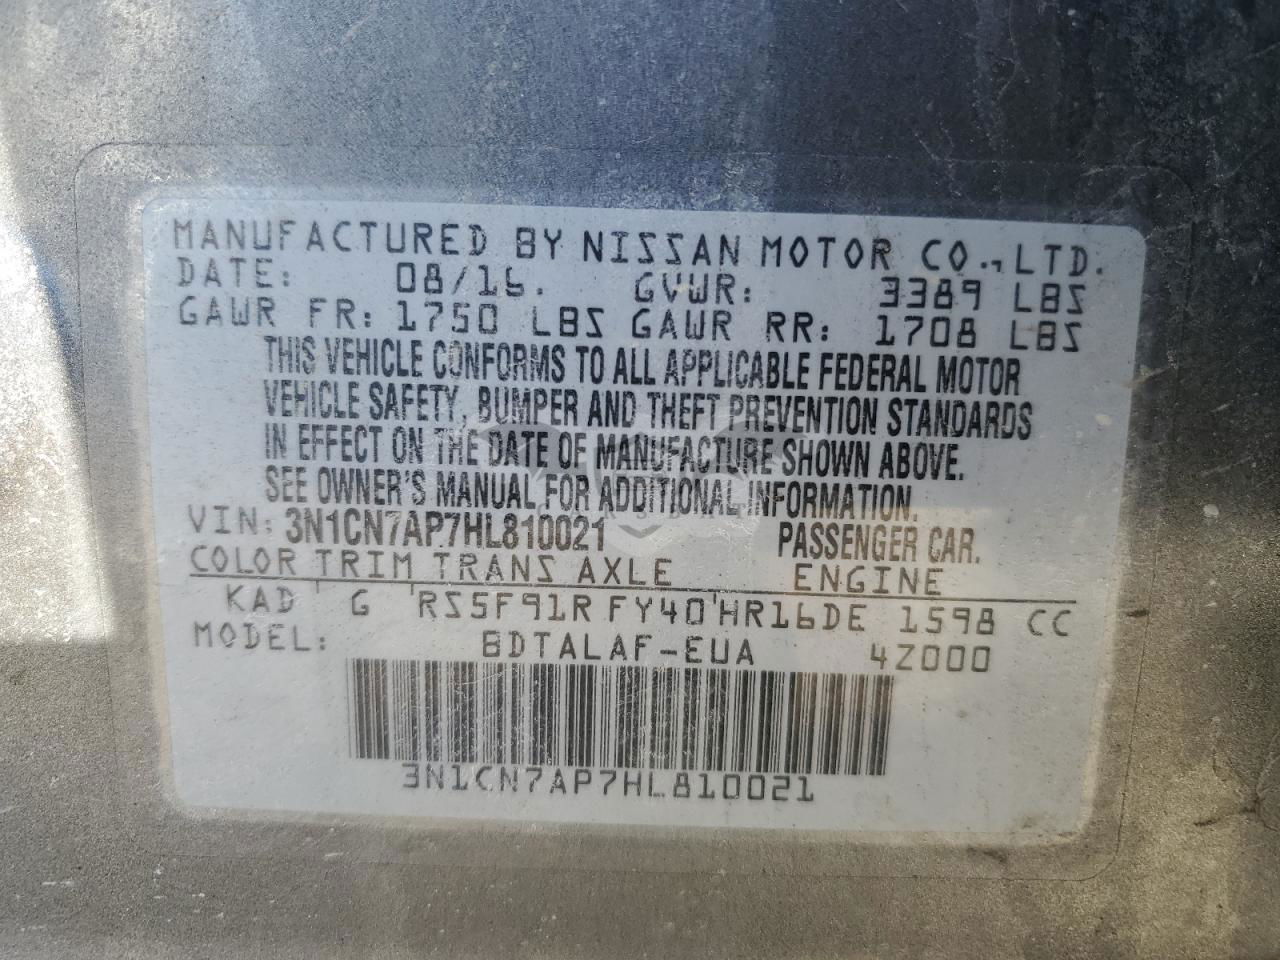 MANUFACTURED BY NISSAN MOTOR CO., LTD.
DATE: 08/16. GVWR: 3389 LBS
GAWR FR: 1750 LBS GAWR RR: 1708 LBS
THIS VEHICLE CONFORMS TO ALL APPLICABLE FEDERAL MOTOR
VEHICLE SAFETY, BUMPER AND THEFT PREVENTION STANDARDS
IN EFFECT ON THE DATE OF MANUFACTURE SHOWN ABOVE.
SEE OWNER'S MANUAL FOR ADDITIONAL INFORMATION.
VIN: 3N1CN7AP7HL810021 PASSENGER CAR.
COLOR TRIM TRANS AXLE ENGINE
KAD ' G ' RS5F91R FY40 ' HR16DE 1598 CC
MODEL: BDTALAF-EUA 4Z000
3N1CN7AP7HL810021